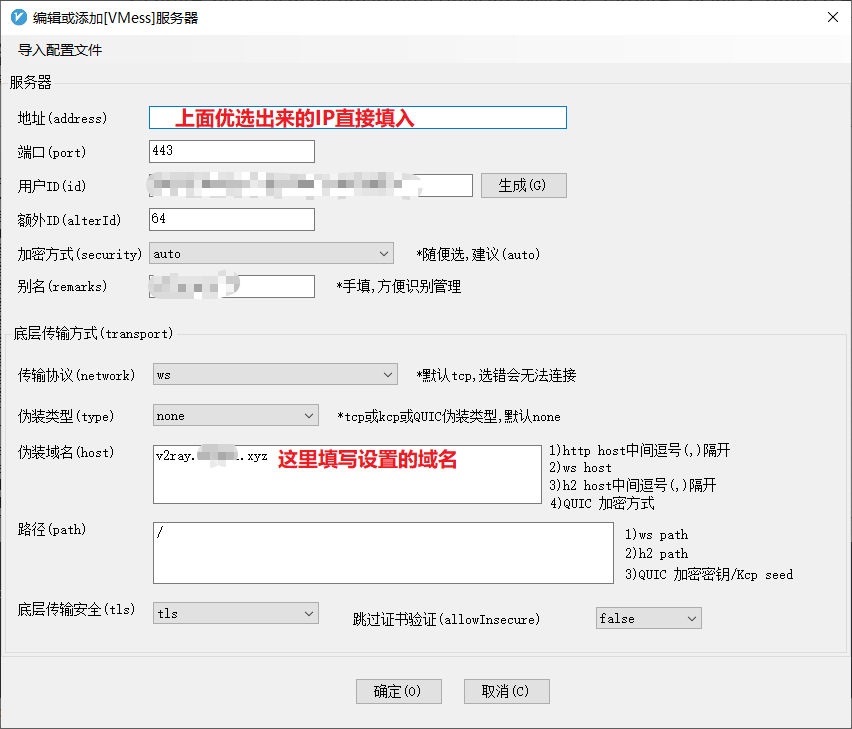 编辑或添加[VMess]服务器
导入配置文件
服务器
地址(address) 上面优选出来的IP直接填入
端口(port) 443
用户ID(id) 生成(G)
额外ID(alterId) 64
加密方式(security) auto *随便选,建议(auto)
别名(remarks) *手填,方便识别管理
底层传输方式(transport)
传输协议(network) ws *默认tcp,选错会无法连接
伪装类型(type) none *tcp或kcp或QUIC伪装类型,默认none
伪装域名(host) v2ray. .xyz 这里填写设置的域名
1)http host中间逗号(,)隔开
2)ws host
3)h2 host中间逗号(,)隔开
4)QUIC 加密方式
路径(path) /
1)ws path
2)h2 path
3)QUIC 加密密钥/Kcp seed
底层传输安全(tls) tls 跳过证书验证(allowInsecure) false
确定(O) 取消(C)